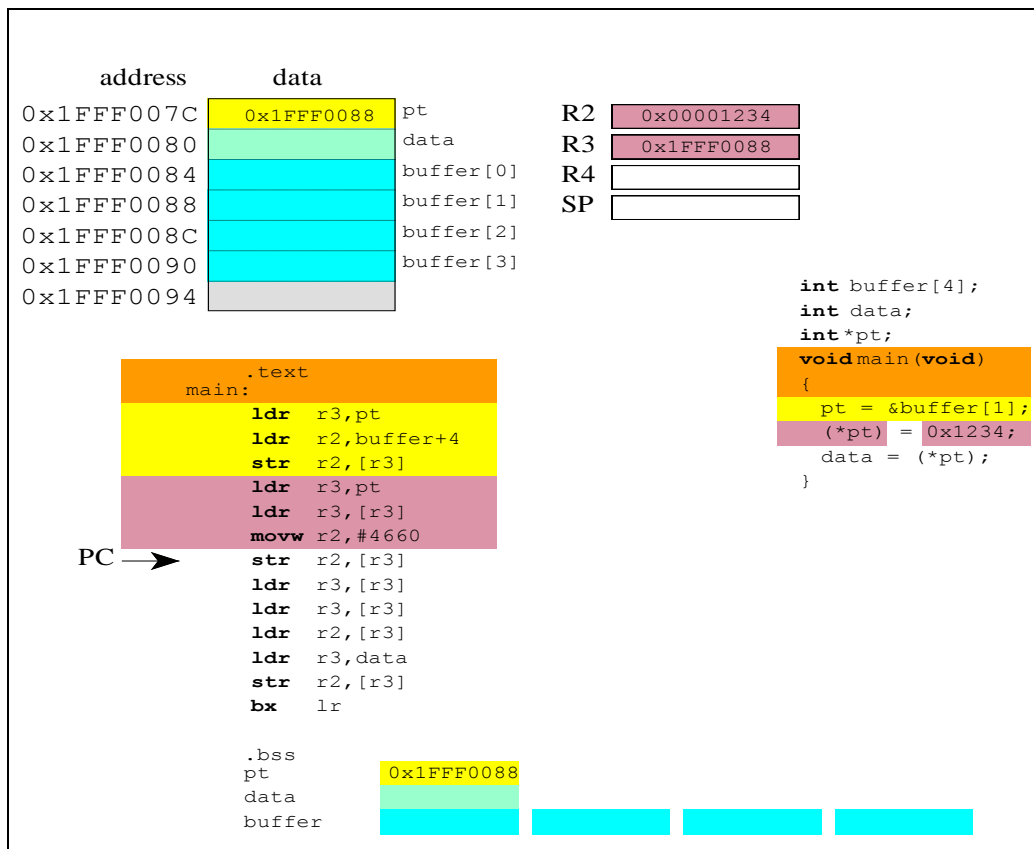 address data
0x1FFF007C 0x1FFF0088 pt
0x1FFF0080 data
0x1FFF0084 buffer[0]
0x1FFF0088 buffer[1]
0x1FFF008C buffer[2]
0x1FFF0090 buffer[3]
0x1FFF0094
R2 0x00001234
R3 0x1FFF0088
R4
SP
int buffer[4];
int data;
int *pt;
void main(void)
{
pt = &buffer[1];
(*pt) = 0x1234;
data = (*pt);
}
.text
main:
ldr r3,pt
ldr r2,buffer+4
str r2,[r3]
ldr r3,pt
ldr r3,[r3]
movw r2,#4660
PC str r2,[r3]
ldr r3,[r3]
ldr r3,[r3]
ldr r2,[r3]
ldr r3,data
str r2,[r3]
bx lr
.bss
pt 0x1FFF0088
data
buffer